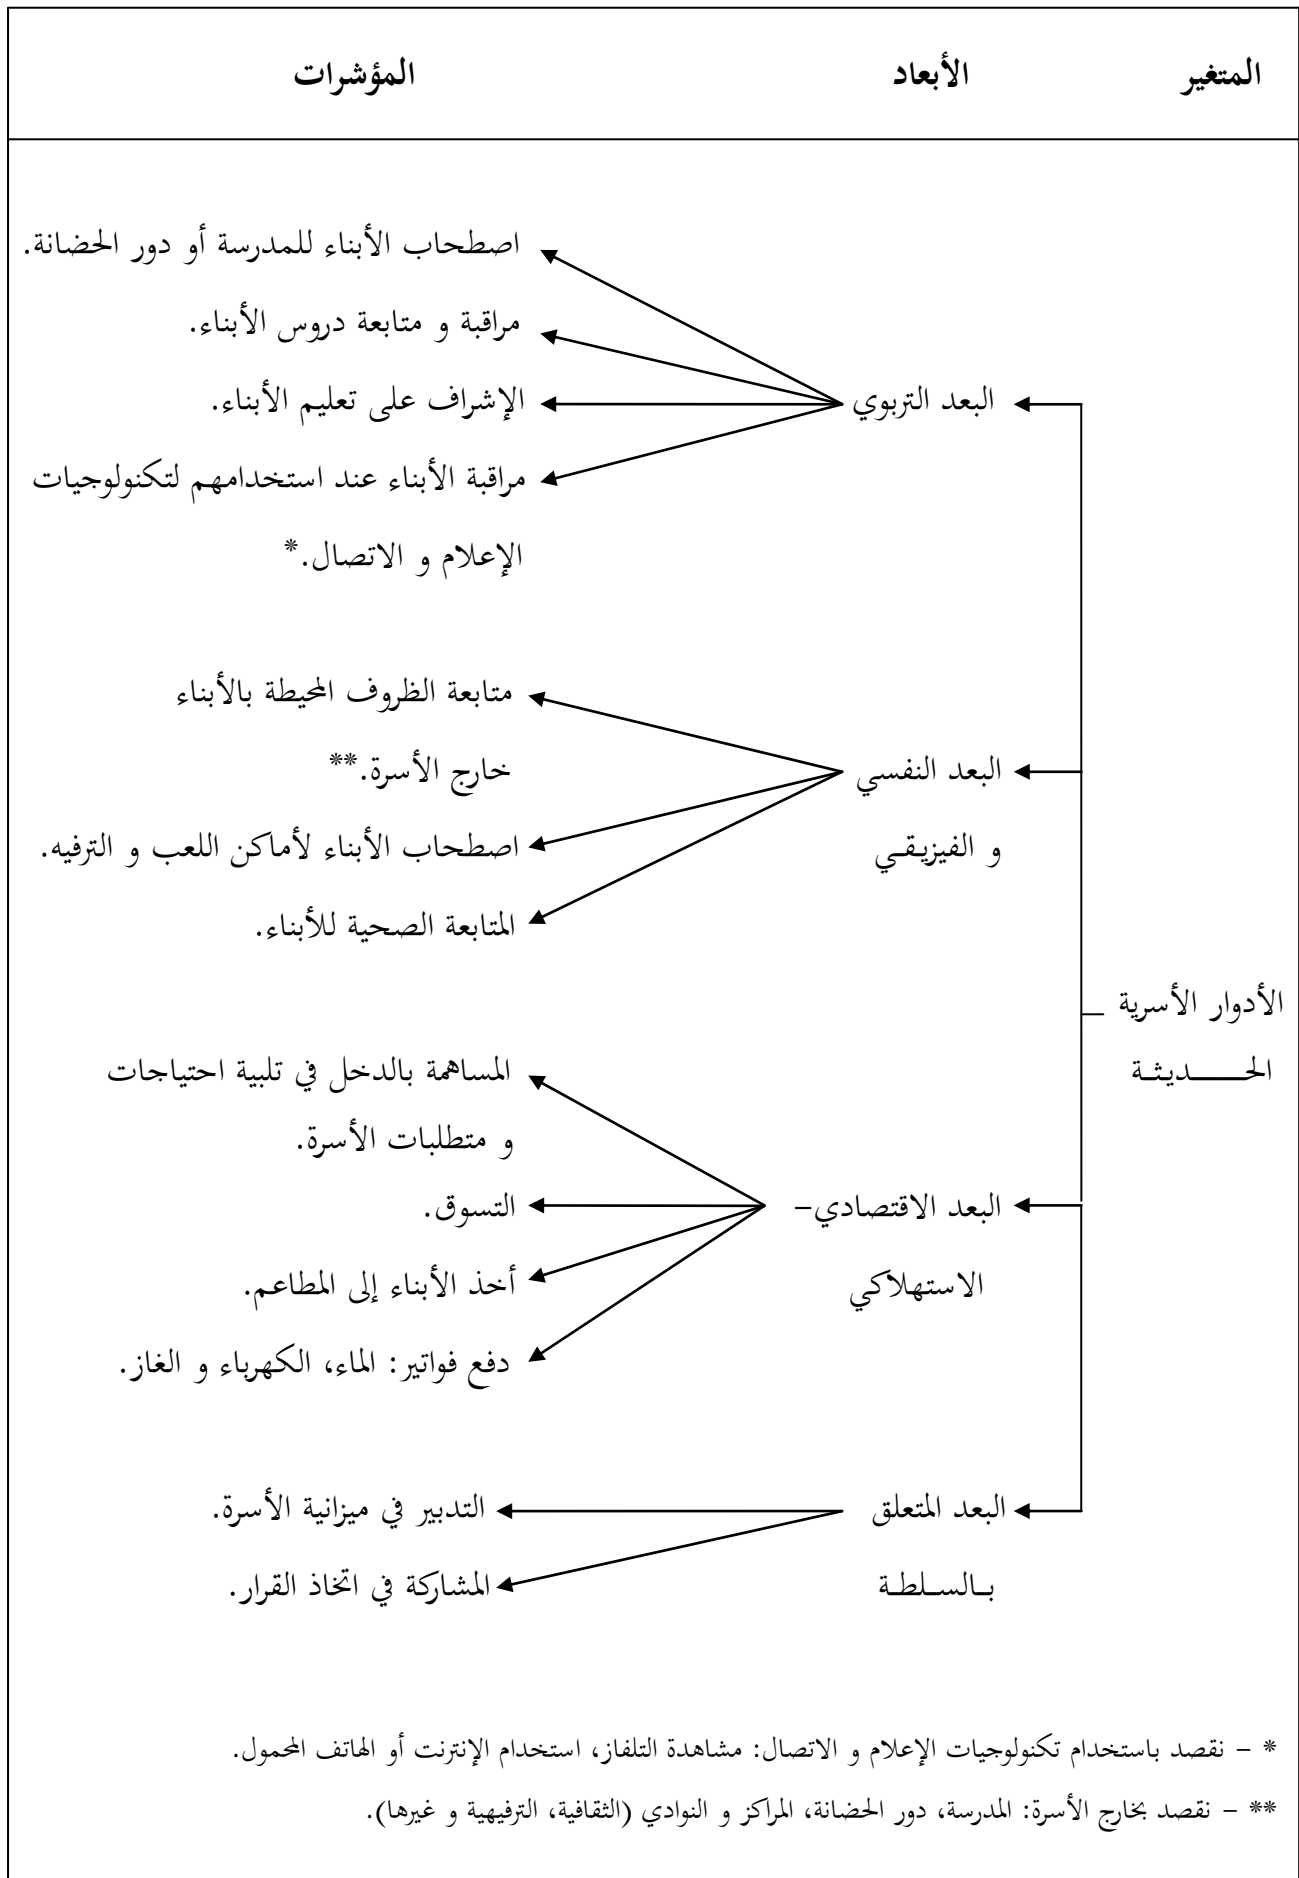 المتغير الأبعاد المؤشرات
اصطحاب الأبناء للمدرسة أو دور الحضانة.
مراقبة و متابعة دروس الأبناء.
البعد التربوي الإشراف على تعليم الأبناء.
مراقبة الأبناء عند استخدامهم لتكنولوجيات
الإعلام و الاتصال.*
متابعة الظروف المحيطة بالأبناء
البعد النفسي خارج الأسرة.**
و الفيزيقي اصطحاب الأبناء لأماكن اللعب و الترفيه.
المتابعة الصحية للأبناء.
الأدوار الأسرية
الحـــــديثـة المساهمة بالدخل في تلبية احتياجات
و متطلبات الأسرة.
البعد الاقتصادي– التسوق.
الاستهلاكي أخذ الأبناء إلى المطاعم.
دفع فواتير: الماء، الكهرباء و الغاز.
البعد المتعلق التدبير في ميزانية الأسرة.
بـالسـلطـة المشاركة في اتخاذ القرار.
* – نقصد باستخدام تكنولوجيات الإعلام و الاتصال: مشاهدة التلفاز، استخدام الإنترنت أو الهاتف المحمول.
** – نقصد بخارج الأسرة: المدرسة، دور الحضانة، المراكز و النوادي (الثقافية، الترفيهية و غيرها).